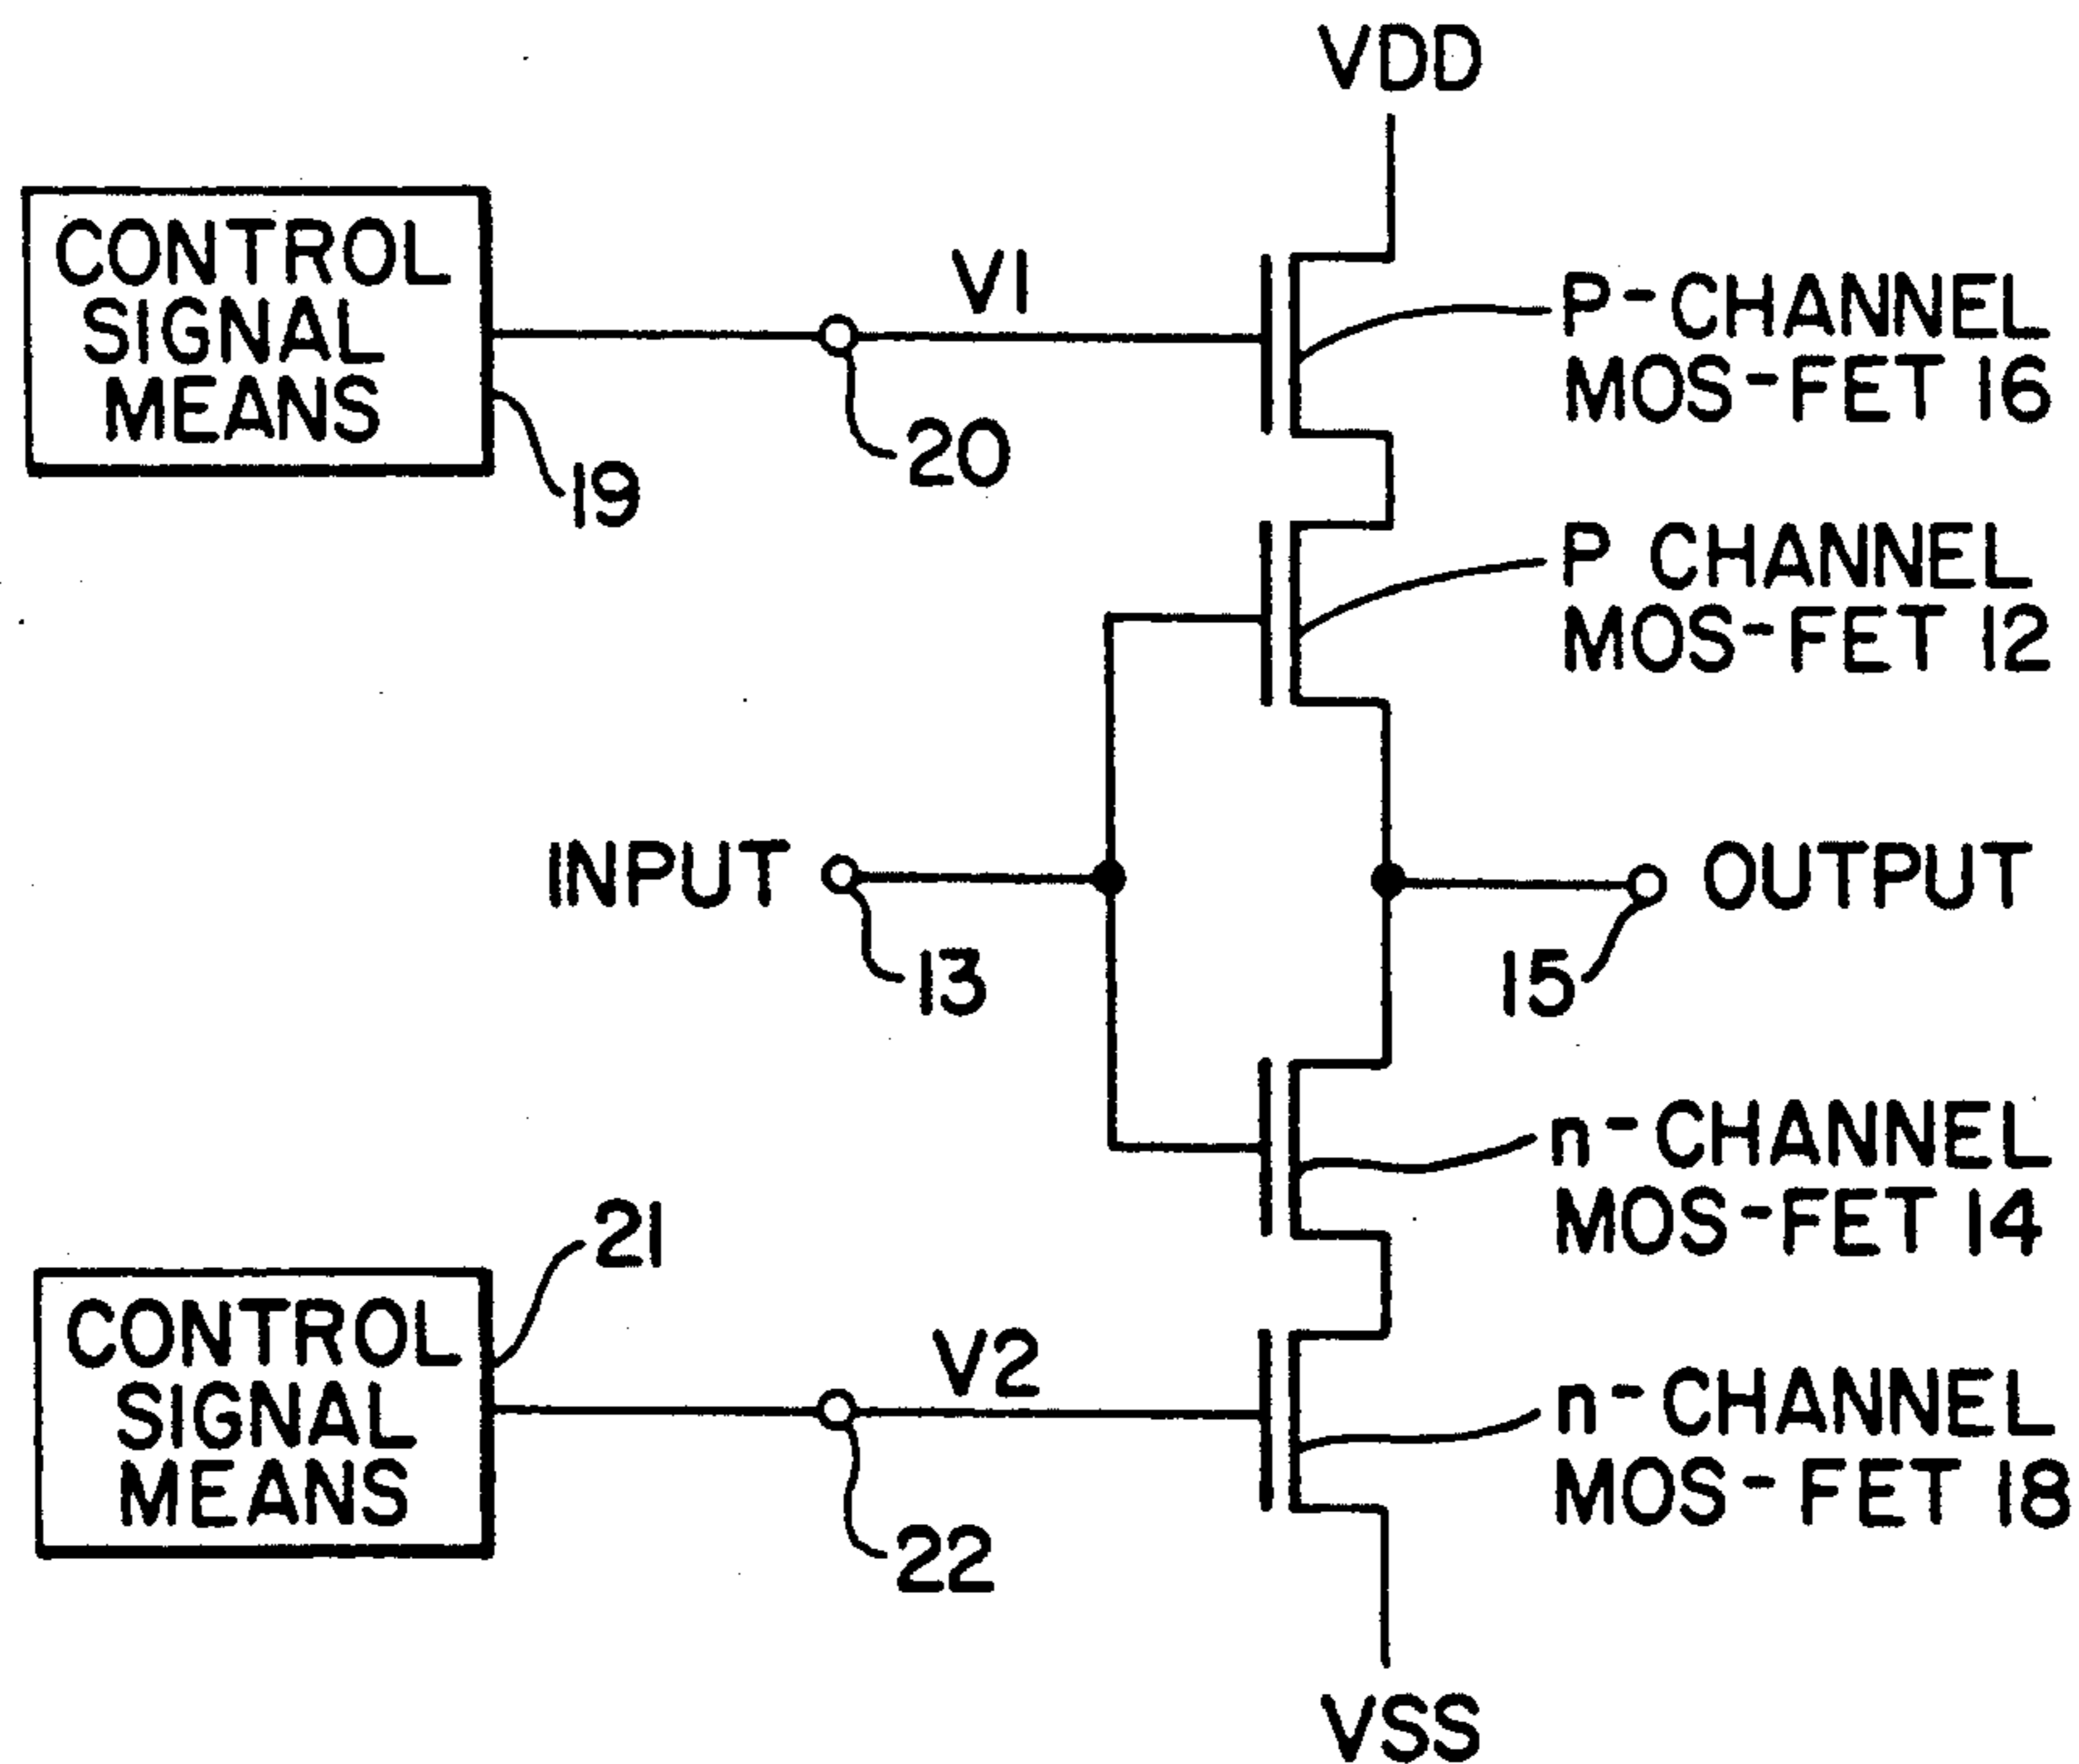 VDD
CONTROL
SIGNAL
MEANS
19
V1
20
P-CHANNEL
MOS-FET 16
P CHANNEL
MOS-FET 12
INPUT
13
OUTPUT
15
n-CHANNEL
MOS-FET 14
21
CONTROL
SIGNAL
MEANS
V2
22
n-CHANNEL
MOS-FET 18
VSS